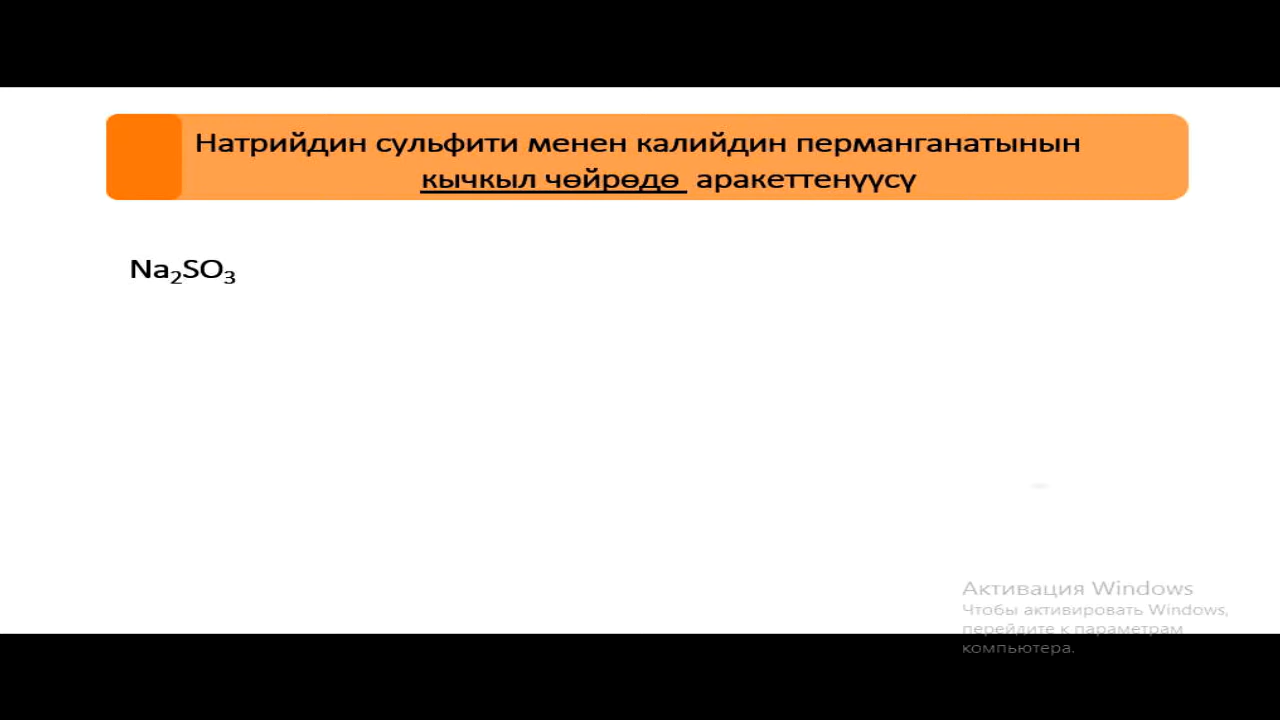 Натрийдин сульфити менен калийдин перманганатынын
кычкыл чөйрөдө аракеттенүүсү
Na₂SO₃
Активация Windows
Чтобы активировать Windows,
перейдите к параметрам
компьютера.